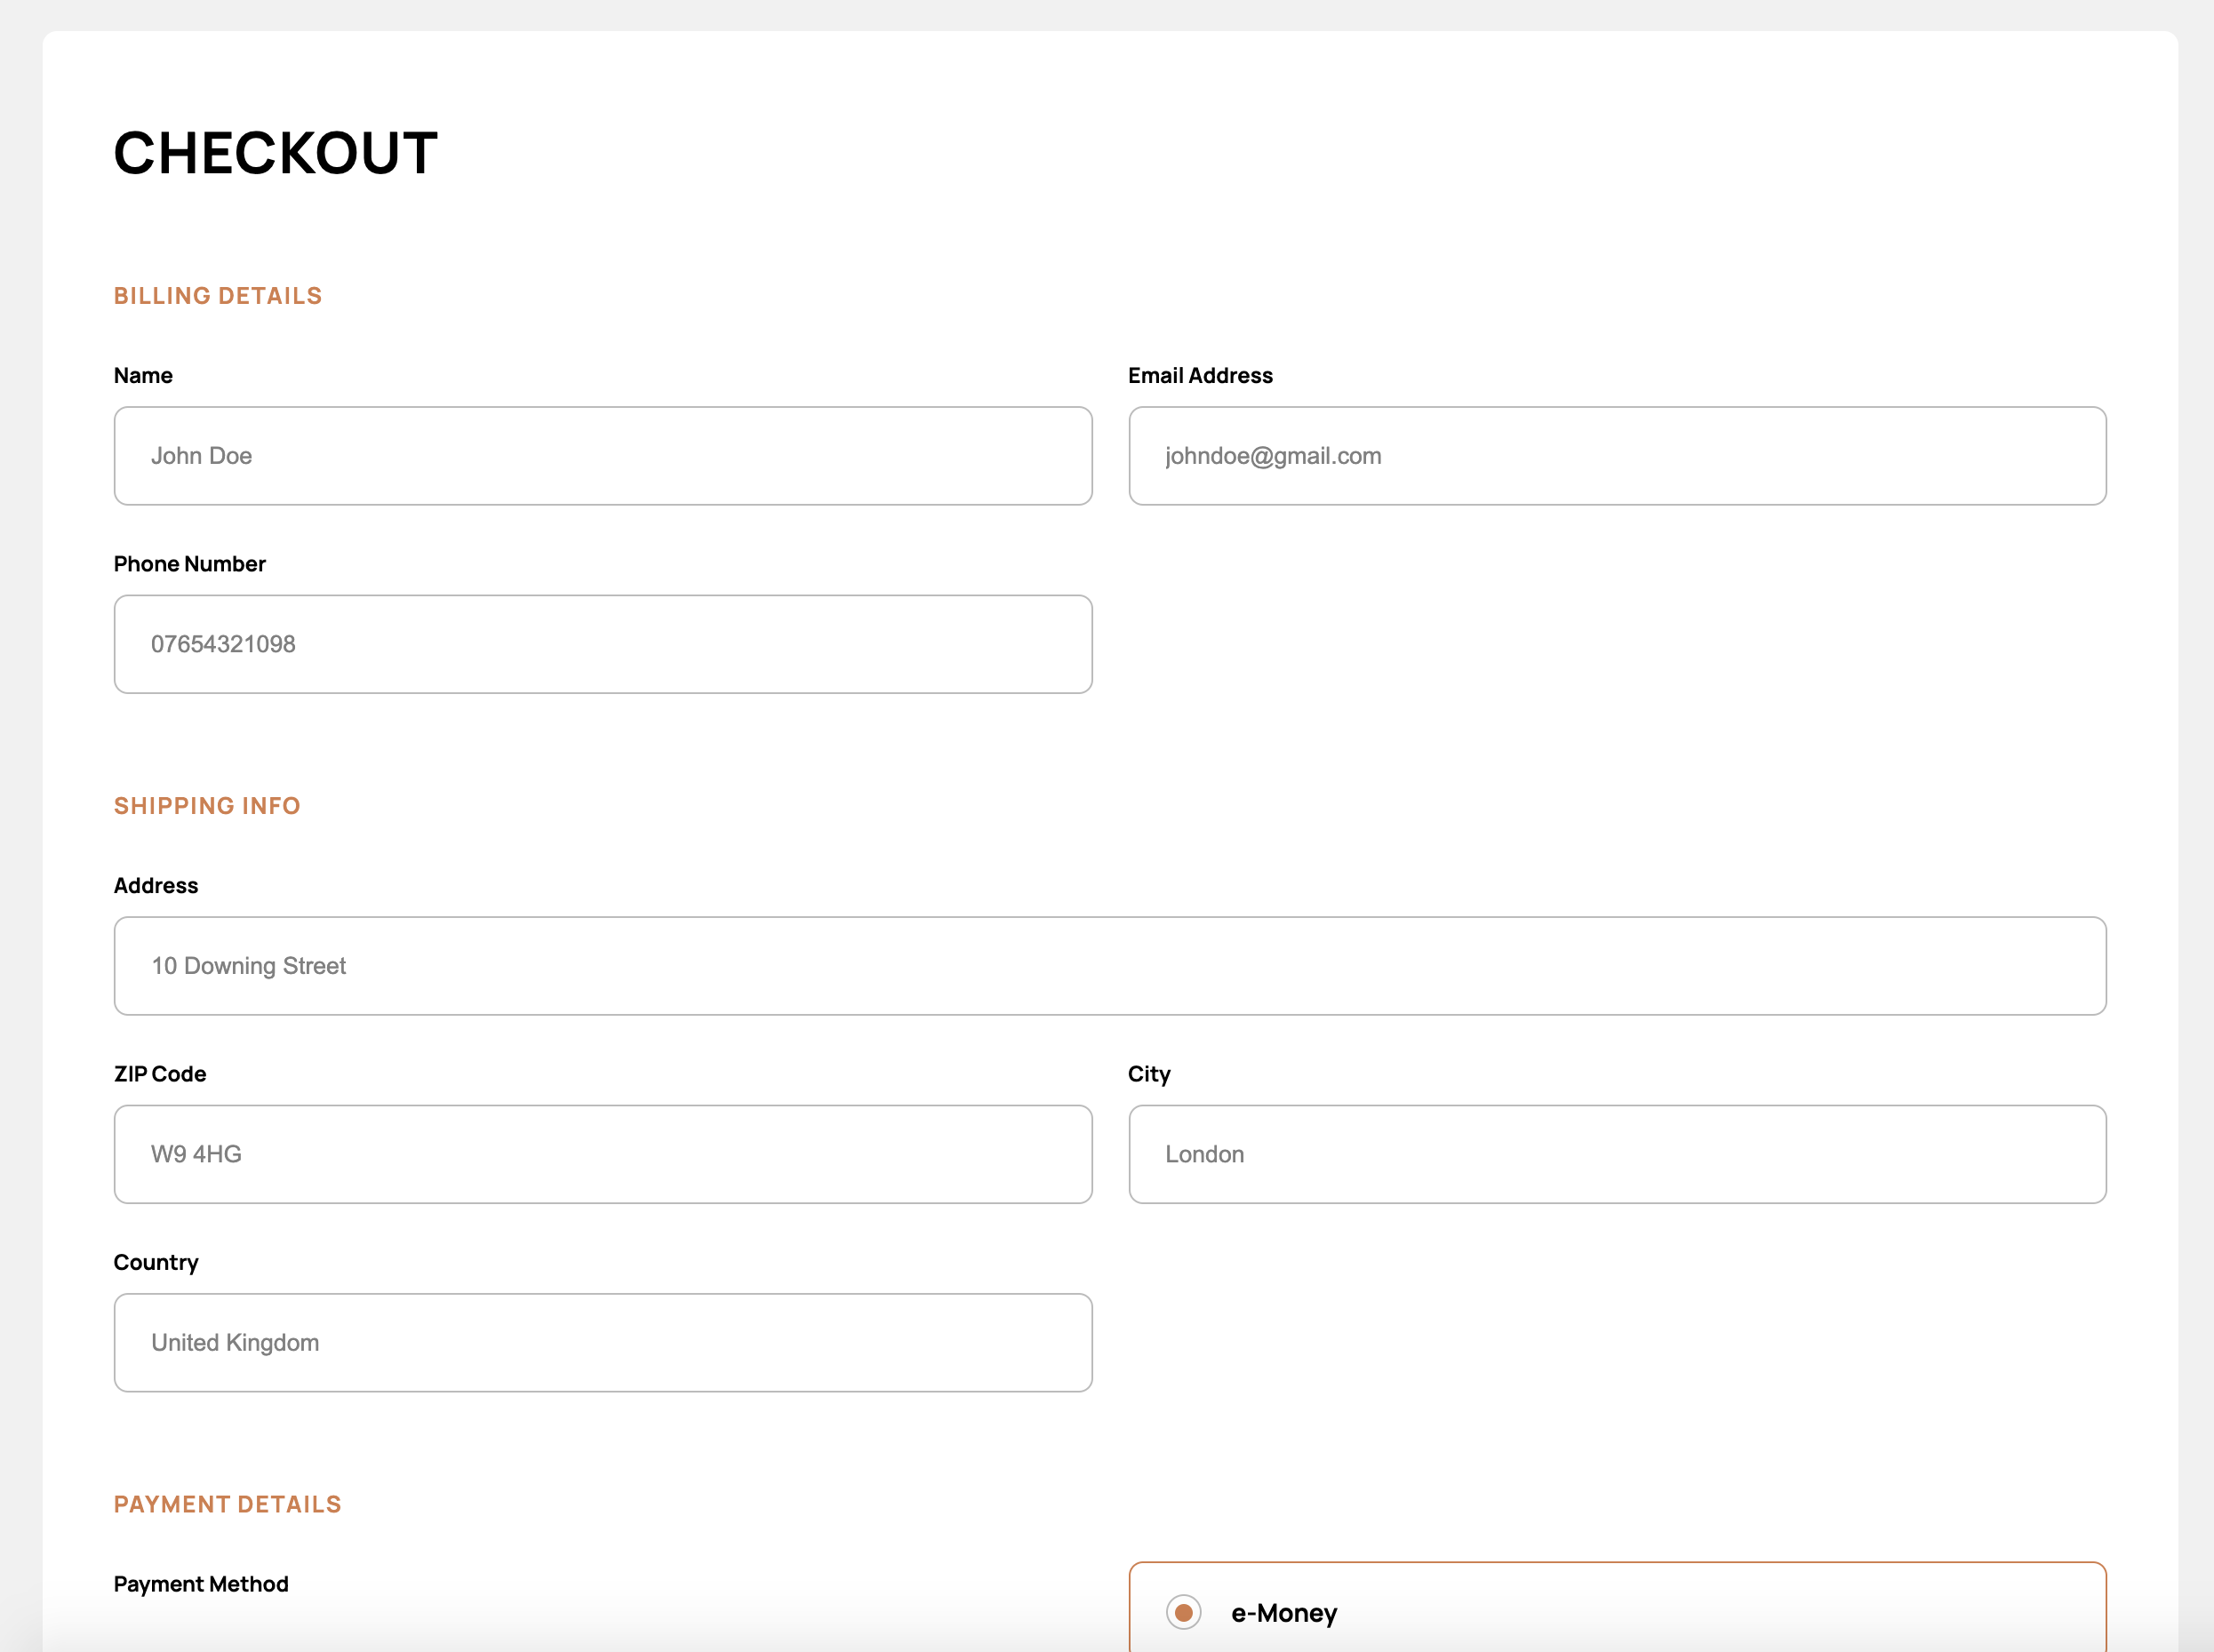 CHECKOUT
BILLING DETAILS
Name
Email Address
John Doe
johndoe@gmail.com
Phone Number
07654321098
SHIPPING INFO
Address
10 Downing Street
ZIP Code
City
W9 4HG
London
Country
United Kingdom
PAYMENT DETAILS
Payment Method
e-Money